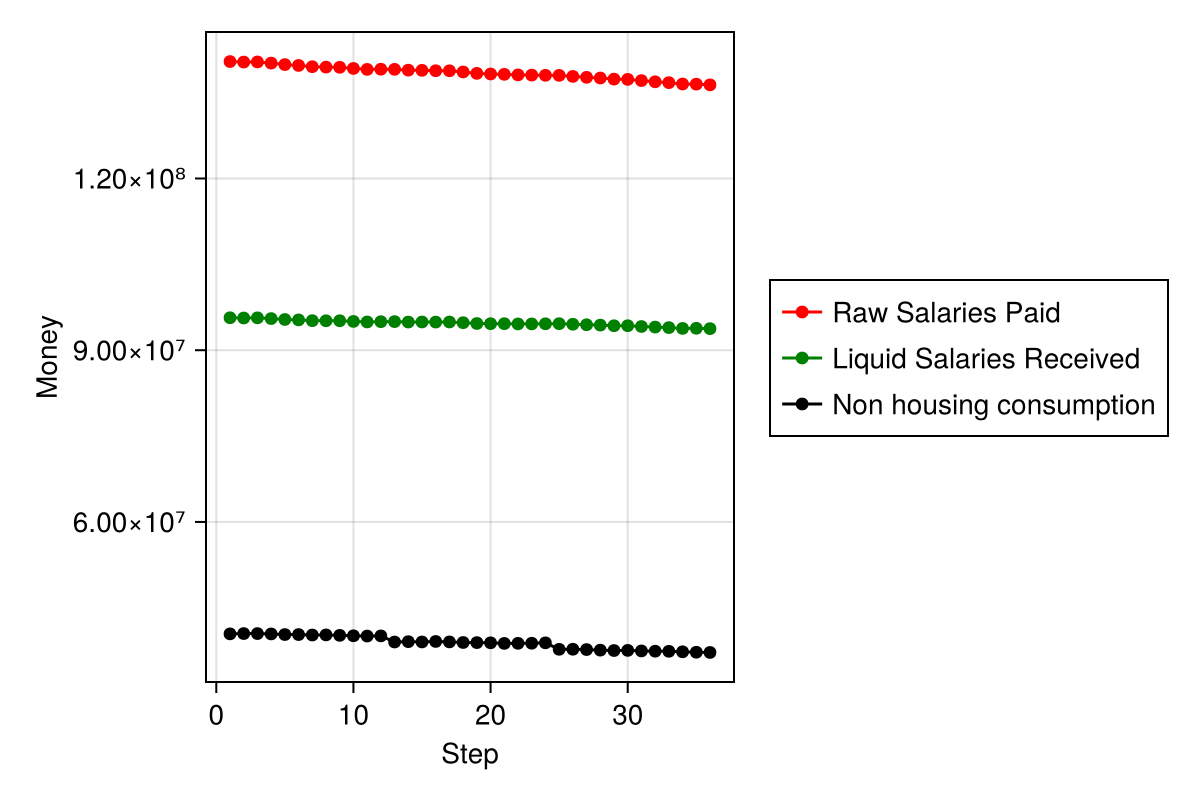 1.20×10⁸
9.00×10⁷
6.00×10⁷
Money
0 10 20 30
Step
Raw Salaries Paid
Liquid Salaries Received
Non housing consumption